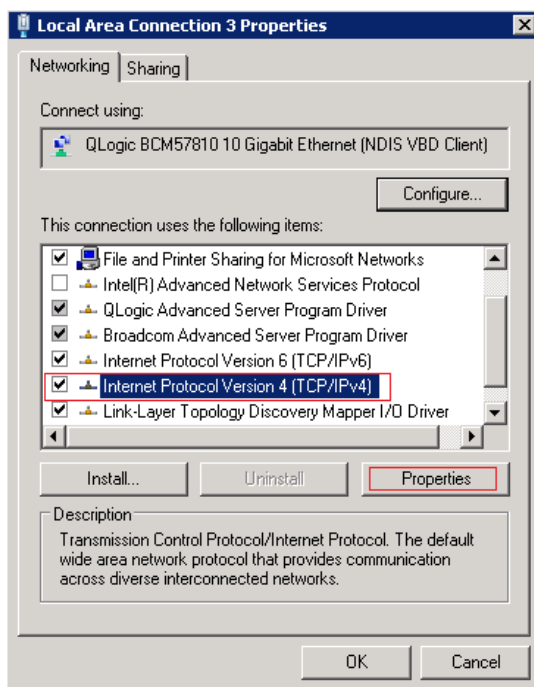 Local Area Connection 3 Properties
Networking
Sharing
Connect using:
QLogic BCM57810 10 Gigabit Ethernet (NDIS VBD Client)
Configure...
This connection uses the following items:
File and Printer Sharing for Microsoft Networks
Intel(R) Advanced Network Services Protocol
QLogic Advanced Server Program Driver
Broadcom Advanced Server Program Driver
Internet Protocol Version 6 (TCP/IPv6)
Internet Protocol Version 4 (TCP/IPv4)
Link-Layer Topology Discovery Mapper I/O Driver
Install...
Uninstall
Properties
Description
Transmission Control Protocol/Internet Protocol. The default
wide area network protocol that provides communication
across diverse interconnected networks.
OK
Cancel